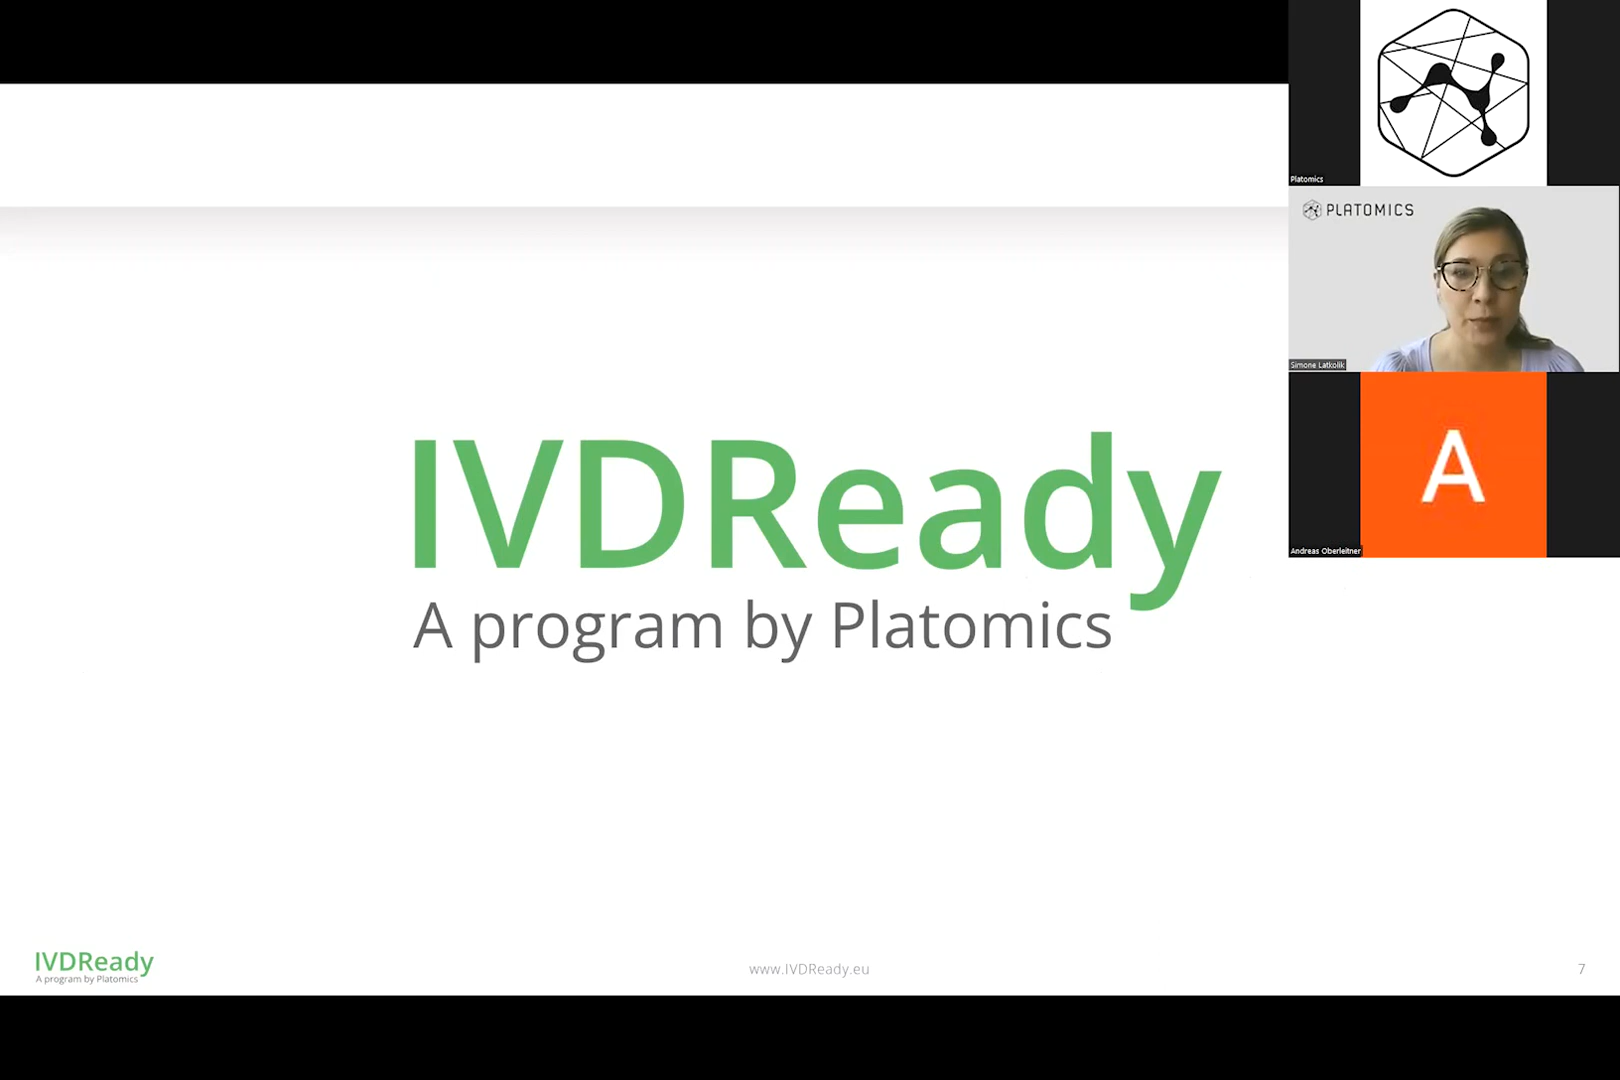 Platomics
PLATOMICS
Simone Latkolik
A
Andreas Oberleitner
IVDReady
A program by Platomics
IVDReady
A program by Platomics
www.IVDReady.eu
7